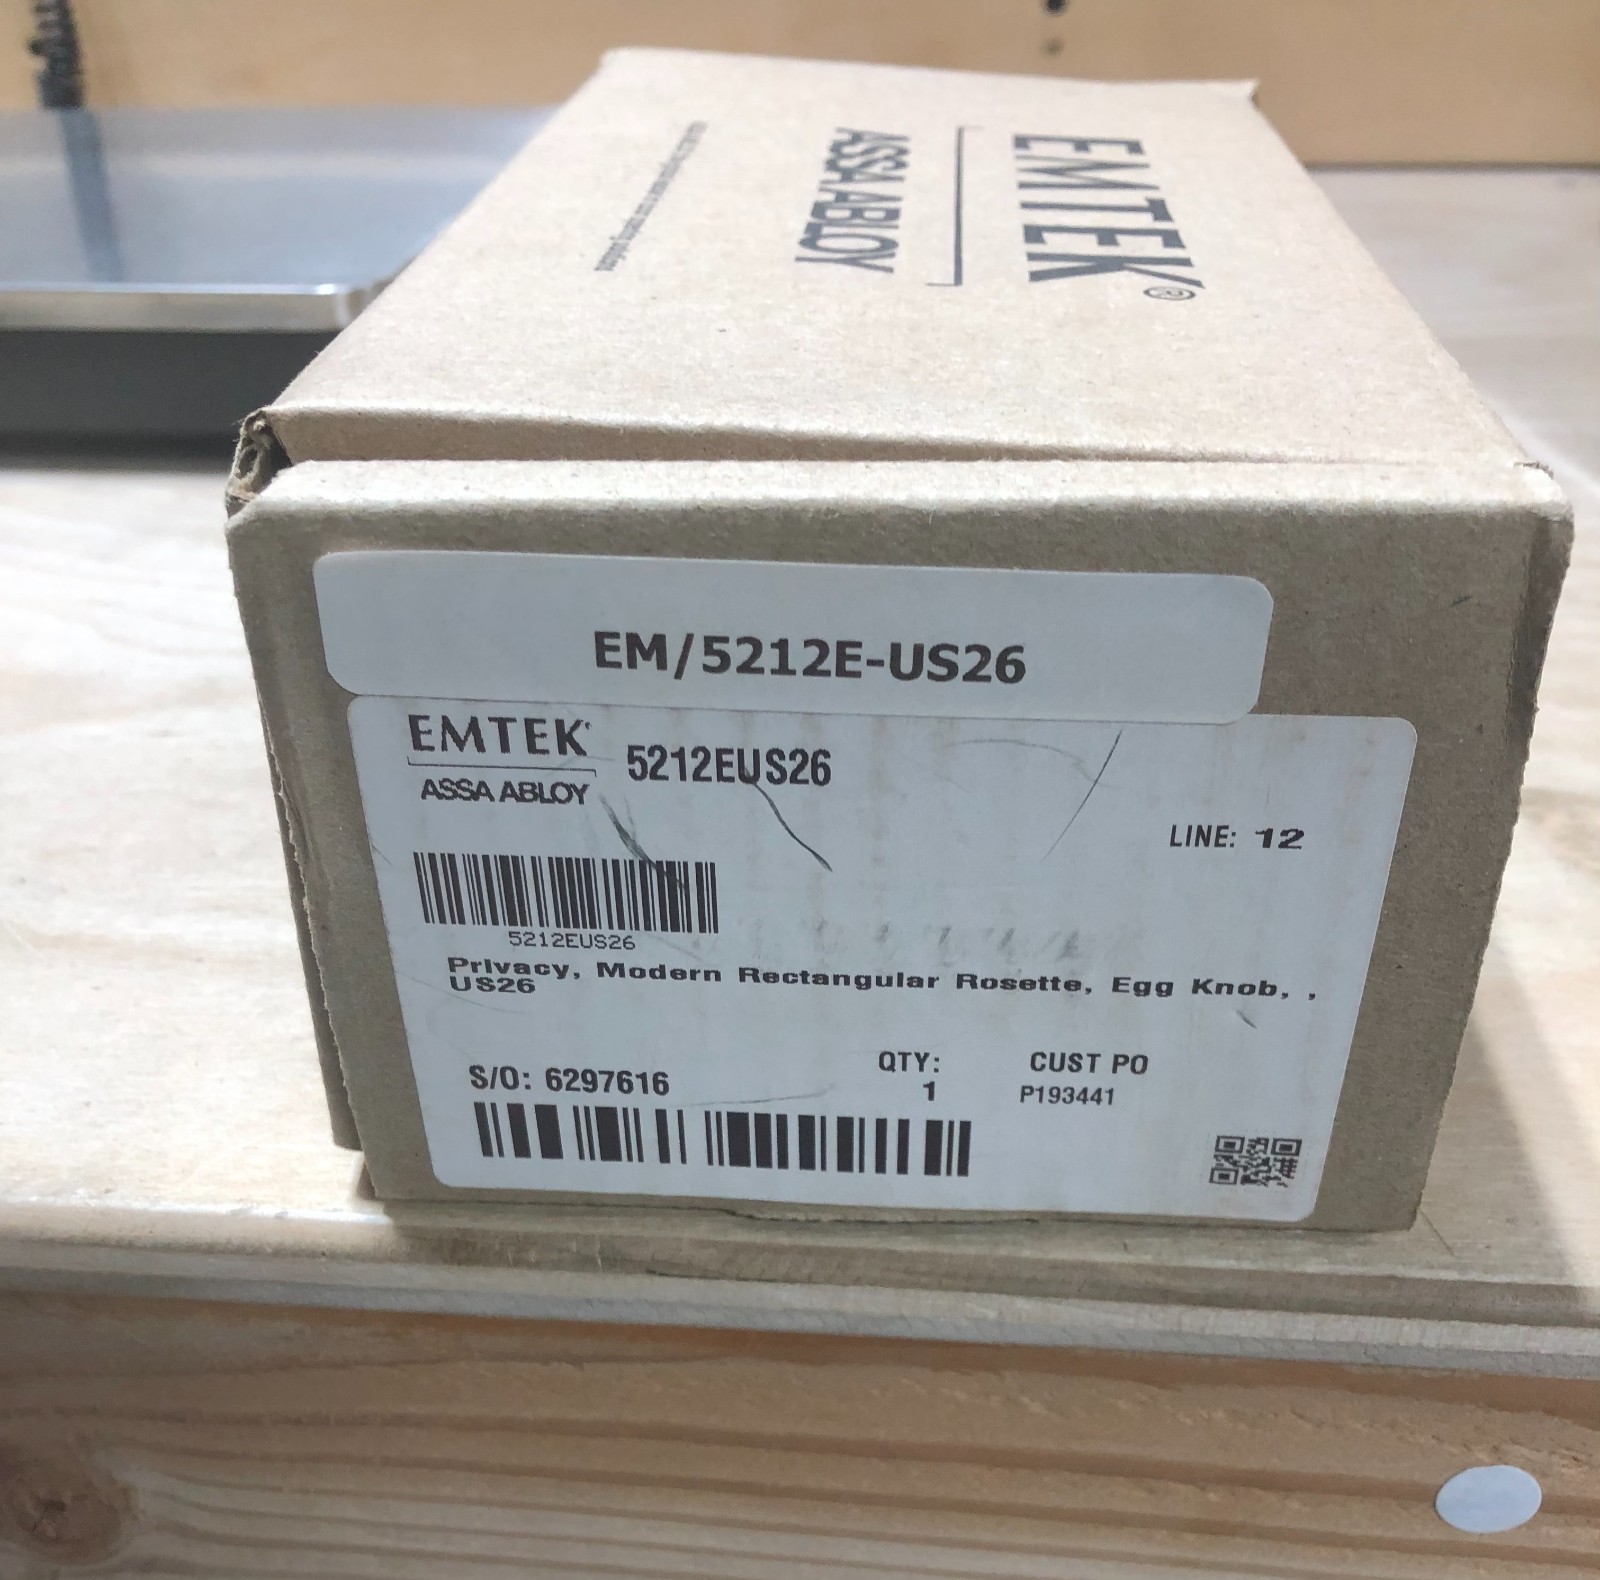 EMTEK®
ASSA ABLOY
EM/5212E-US26
EMTEK
ASSA ABLOY
5212EUS26
LINE: 12
5212EUS26
Privacy, Modern Rectangular Rosette, Egg Knob, ,
US26
S/O: 6297616
QTY:
1
CUST PO
P193441